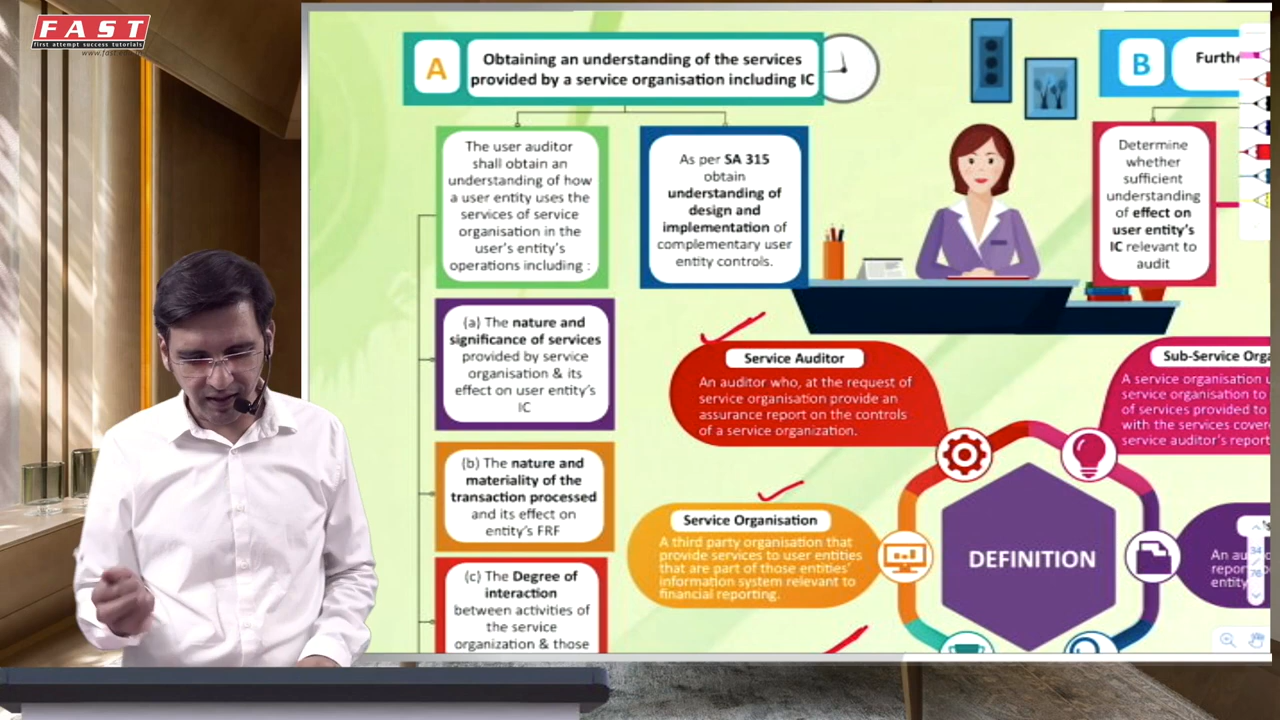 FAST
first attempt success tutorials
A
Obtaining an understanding of the services
provided by a service organisation including IC
B
The user auditor
shall obtain an
understanding of how
a user entity uses the
services of service
organisation in the
user's entity's
operations including :
As per SA 315
obtain
understanding of
design and
implementation of
complementary user
entity controls.
Determine
whether
sufficient
understanding
of effect on
user entity's
IC relevant to
audit
(a) The nature and
significance of services
provided by service
organisation & its
effect on user entity's
IC
(b) The nature and
materiality of the
transaction processed
and its effect on
entity's FRF
(c) The Degree of
interaction
between activities of
the service
organization & those
Service Auditor
An auditor who, at the request of
service organisation provide an
assurance report on the controls
of a service organization.
Sub-Service
A service organisation
service organisation to
of services provided to
with the services
service auditor's report
Service Organisation
A third party organisation that
provide services to user entities
that are part of those entities'
information system relevant to
financial reporting.
DEFINITION
An
entity
34
/
76